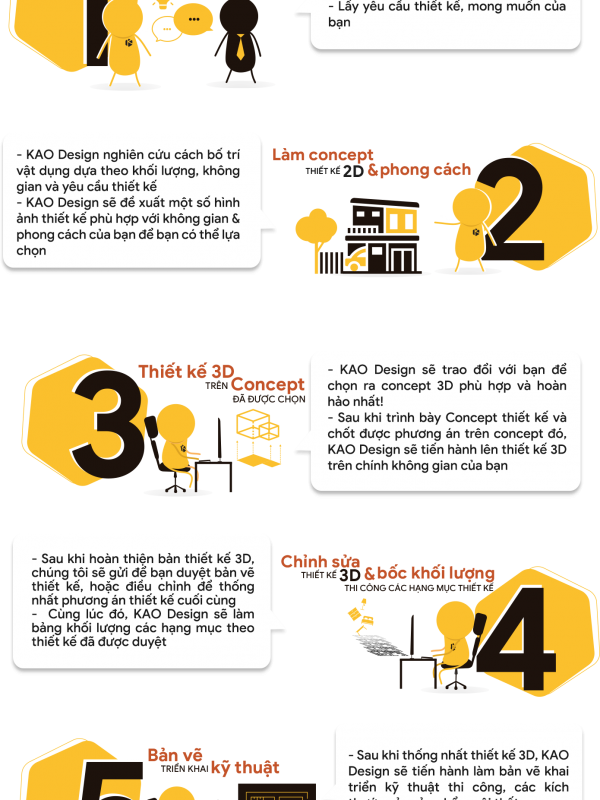 - Lấy yêu cầu thiết kế, mong muốn của
bạn
- KAO Design nghiên cứu cách bố trí
vật dụng dựa theo khối lượng, không
gian và yêu cầu thiết kế
- KAO Design sẽ đề xuất một số hình
ảnh thiết kế phù hợp với không gian &
phong cách của bạn để bạn có thể lựa
chọn
Làm concept
THIẾT KẾ 2D & phong cách
2
3
Thiết kế 3D
TRÊN Concept
ĐÃ ĐƯỢC CHỌN
- KAO Design sẽ trao đổi với bạn để
chọn ra concept 3D phù hợp và hoàn
hảo nhất!
- Sau khi trình bày Concept thiết kế và
chốt được phương án trên concept đó,
KAO Design sẽ tiến hành lên thiết kế 3D
trên chính không gian của bạn
- Sau khi hoàn thiện bản thiết kế 3D,
chúng tôi sẽ gửi để bạn duyệt bản vẽ
thiết kế, hoặc điều chỉnh để thống
nhất phương án thiết kế cuối cùng
- Cùng lúc đó, KAO Design sẽ làm
bảng khối lượng các hạng mục theo
thiết kế đã được duyệt
Chỉnh sửa
THIẾT KẾ 3D & bốc khối lượng
THI CÔNG CÁC HẠNG MỤC THIẾT KẾ
4
5
Bản vẽ
TRIỂN KHAI kỹ thuật
- Sau khi thống nhất thiết kế 3D, KAO
Design sẽ tiến hành làm bản vẽ khai
triển kỹ thuật thi công, các kích